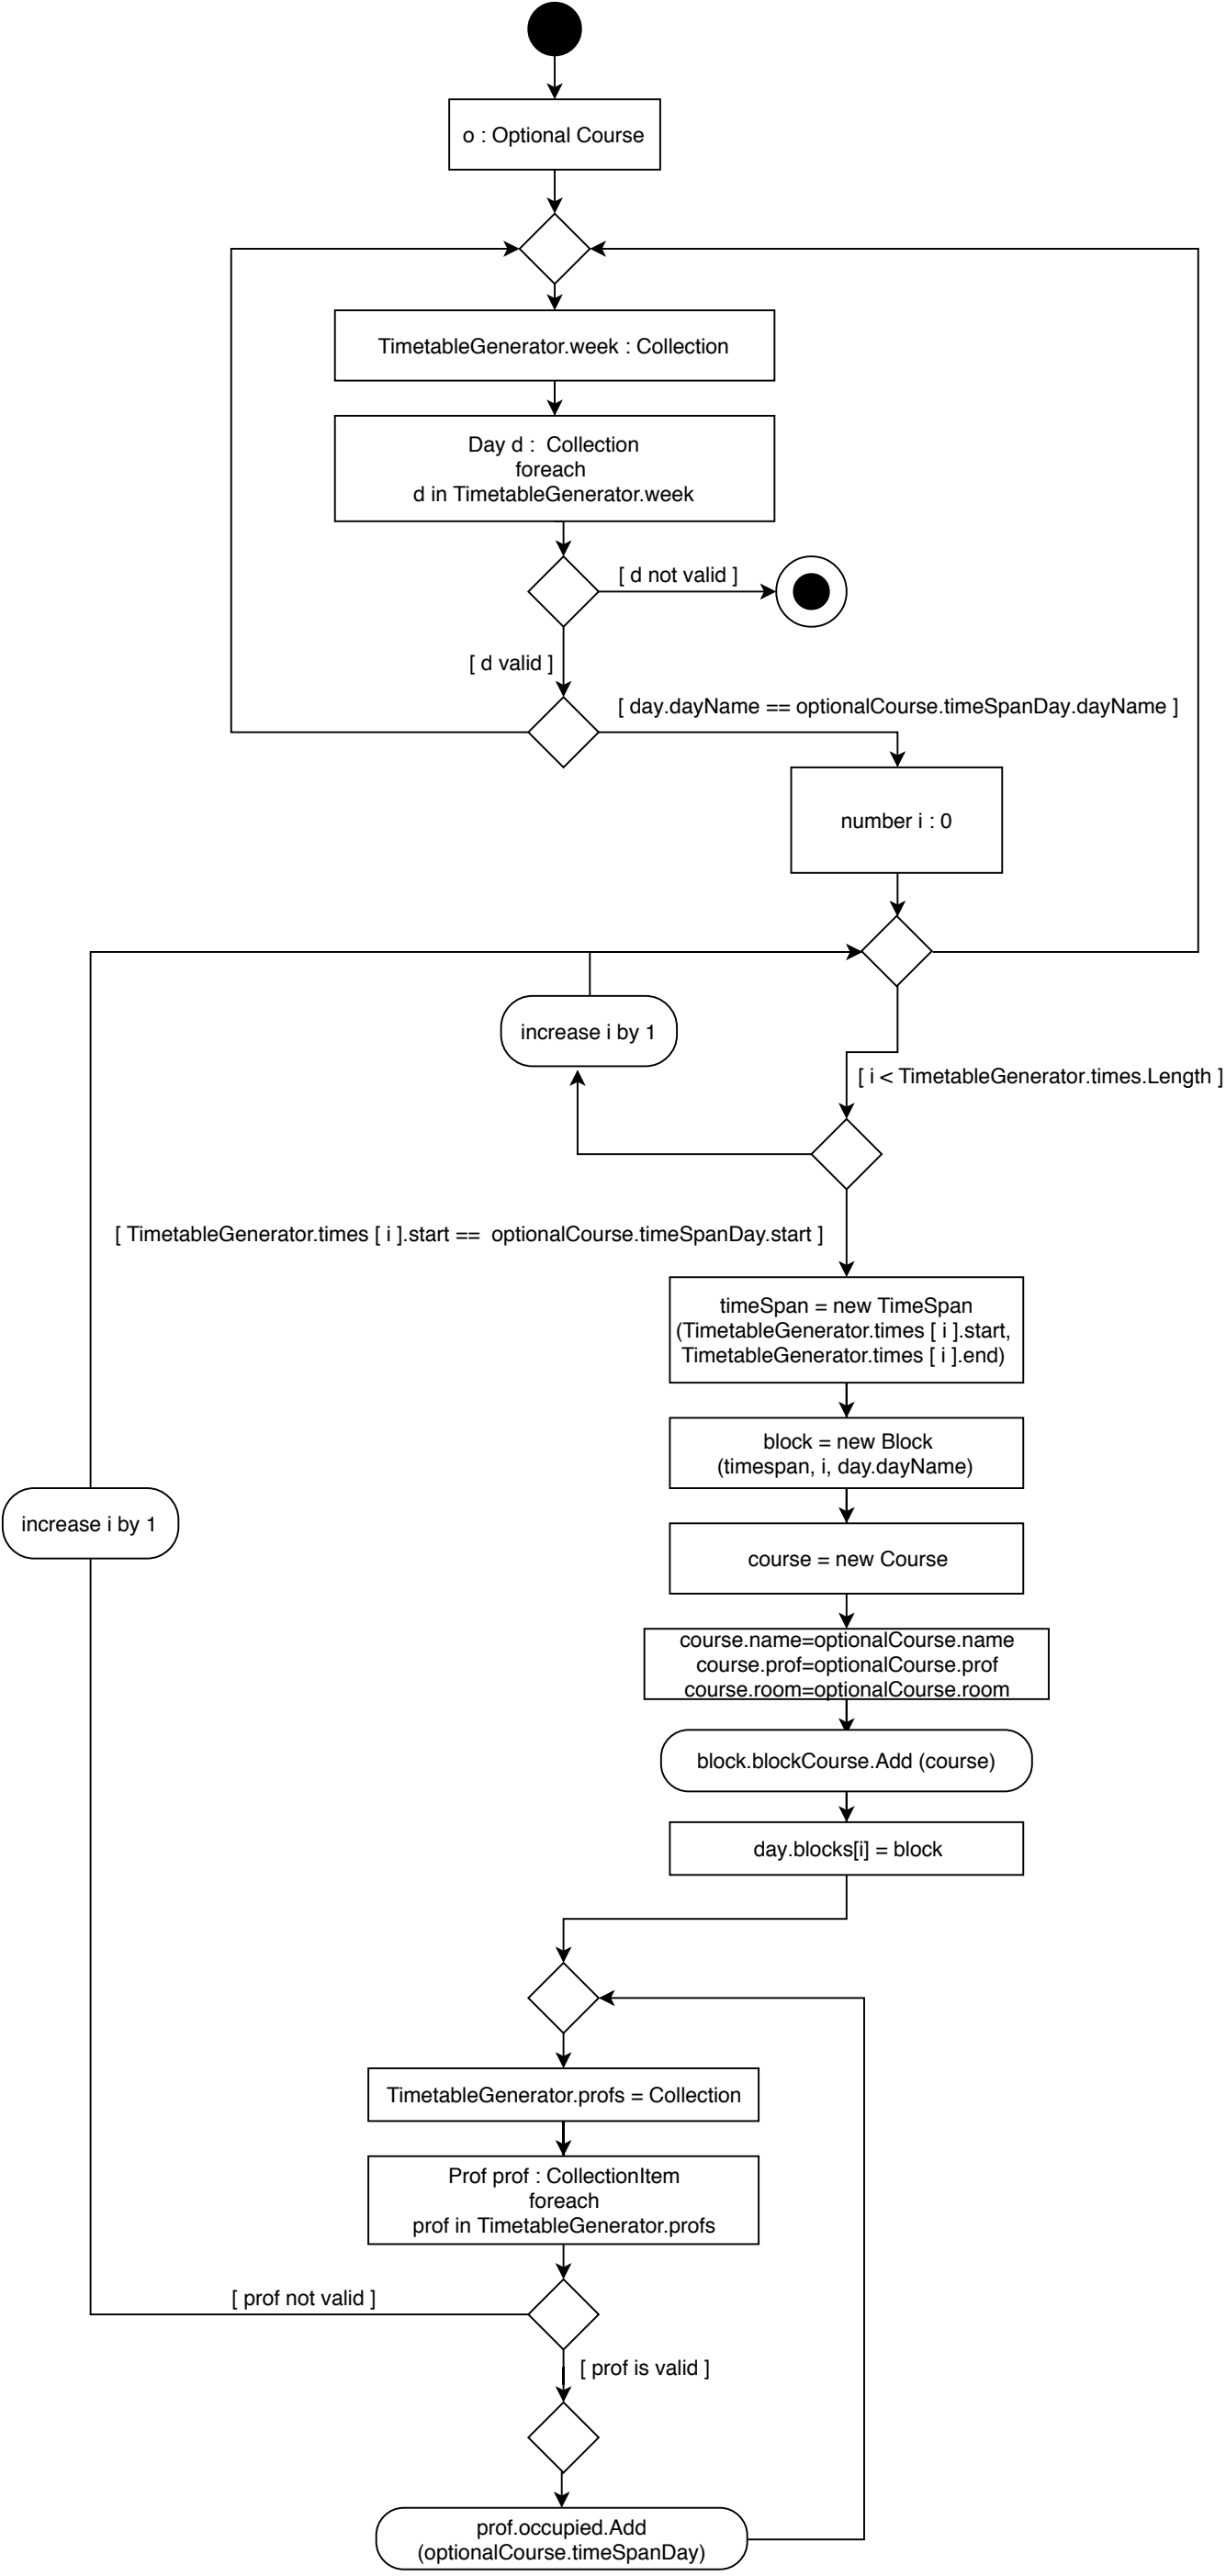 o : Optional Course
TimetableGenerator.week : Collection
Day d :  Collection
foreach
d in TimetableGenerator.week
[ d not valid ]
[ d valid ]
[ day.dayName == optionalCourse.timeSpanDay.dayName ]
number i : 0
increase i by 1
[ i < TimetableGenerator.times.Length ]
[ TimetableGenerator.times [ i ].start ==  optionalCourse.timeSpanDay.start ]
timeSpan = new TimeSpan
(TimetableGenerator.times [ i ].start,
TimetableGenerator.times [ i ].end)
block = new Block
(timespan, i, day.dayName)
increase i by 1
course = new Course
course.name=optionalCourse.name
course.prof=optionalCourse.prof
course.room=optionalCourse.room
block.blockCourse.Add (course)
day.blocks[i] = block
TimetableGenerator.profs = Collection
Prof prof : CollectionItem
foreach
prof in TimetableGenerator.profs
[ prof not valid ]
[ prof is valid ]
prof.occupied.Add
(optionalCourse.timeSpanDay)